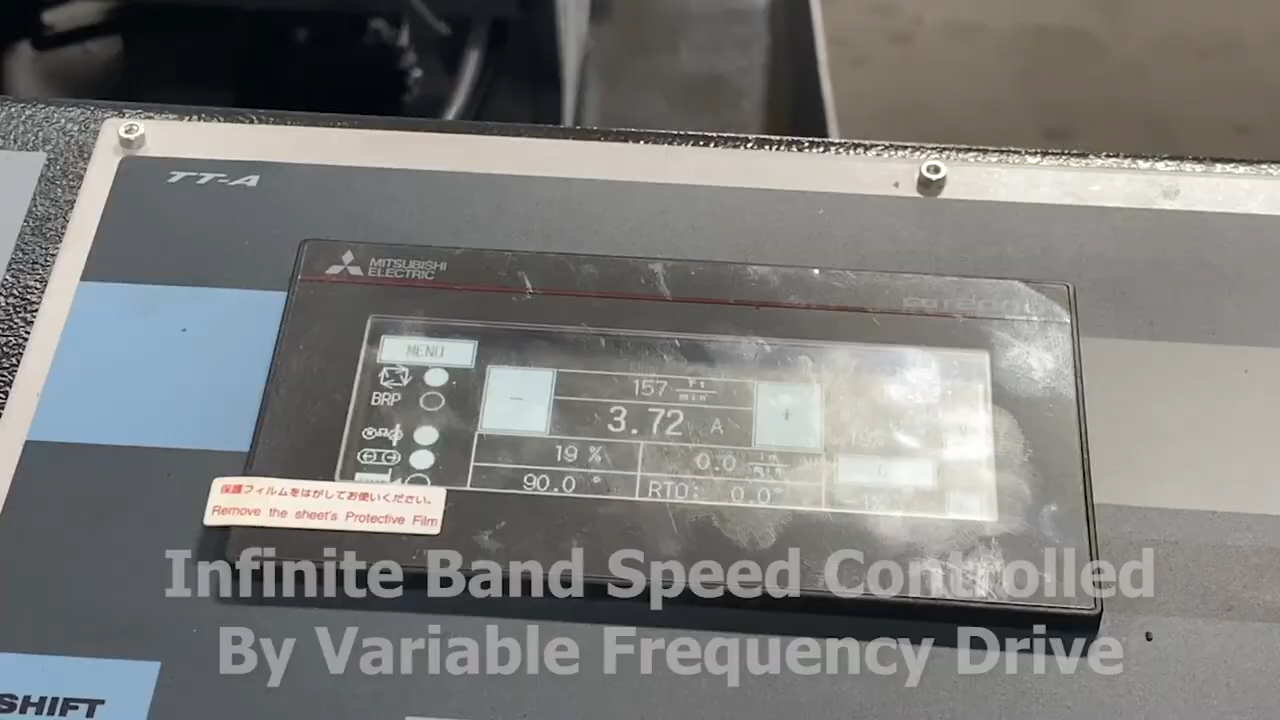 TT-A
MITSUBISHI
ELECTRIC
MENU
157 ft/min
BRP
-
+
3.72 A
19 %
0.0 in/min
90.0 °
RTO: 0.0°
保護フィルムをはがしてお使いください。
Remove the sheet's Protective Film
Infinite Band Speed Controlled
By Variable Frequency Drive
SHIFT